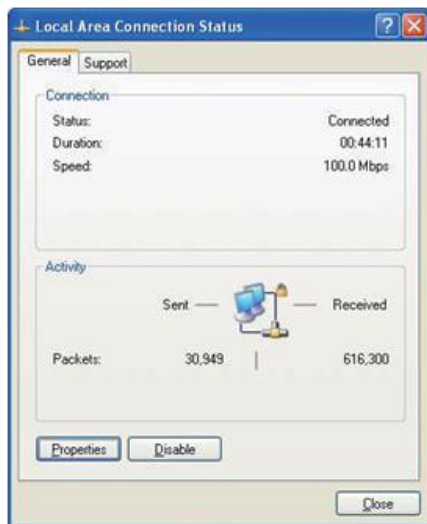 Local Area Connection Status
General Support
Connection
Status: Connected
Duration: 00:44:11
Speed: 100.0 Mbps
Activity
Sent — — Received
Packets: 30,949 | 616,300
Properties Disable
Close